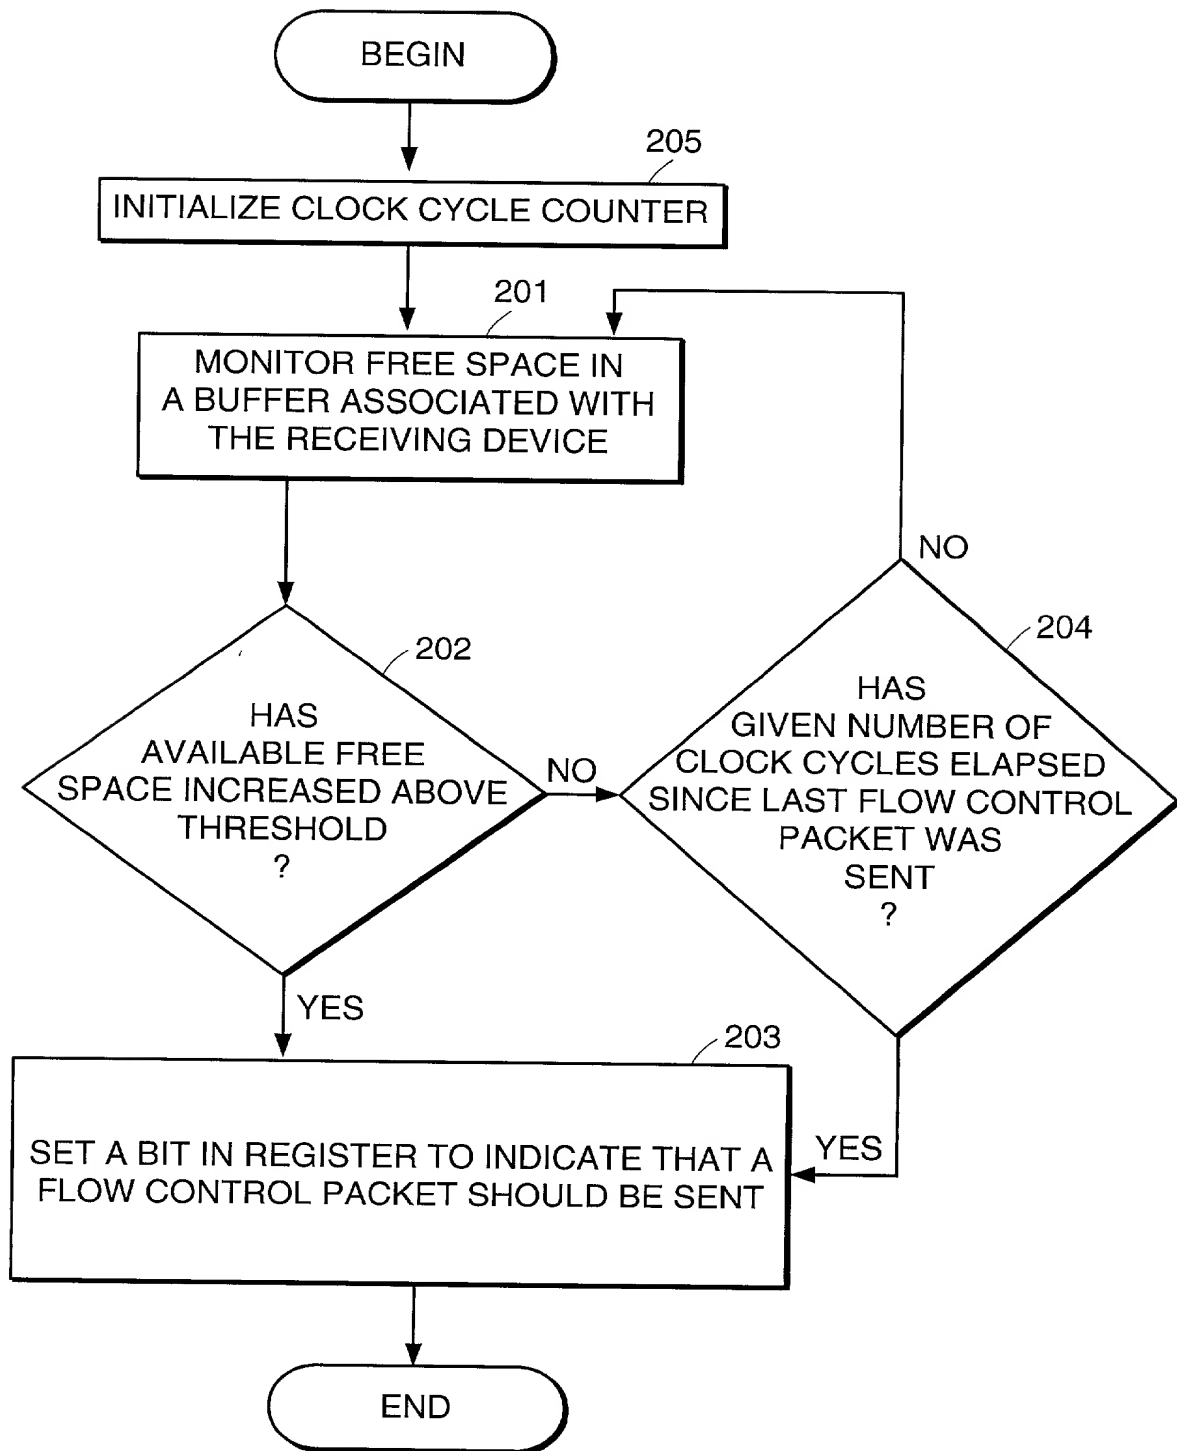 BEGIN
205
INITIALIZE CLOCK CYCLE COUNTER
201
MONITOR FREE SPACE IN
A BUFFER ASSOCIATED WITH
THE RECEIVING DEVICE
NO
204
202
HAS
AVAILABLE FREE
SPACE INCREASED ABOVE
THRESHOLD
?
NO
HAS
GIVEN NUMBER OF
CLOCK CYCLES ELAPSED
SINCE LAST FLOW CONTROL
PACKET WAS
SENT
?
YES
203
YES
SET A BIT IN REGISTER TO INDICATE THAT A
FLOW CONTROL PACKET SHOULD BE SENT
END